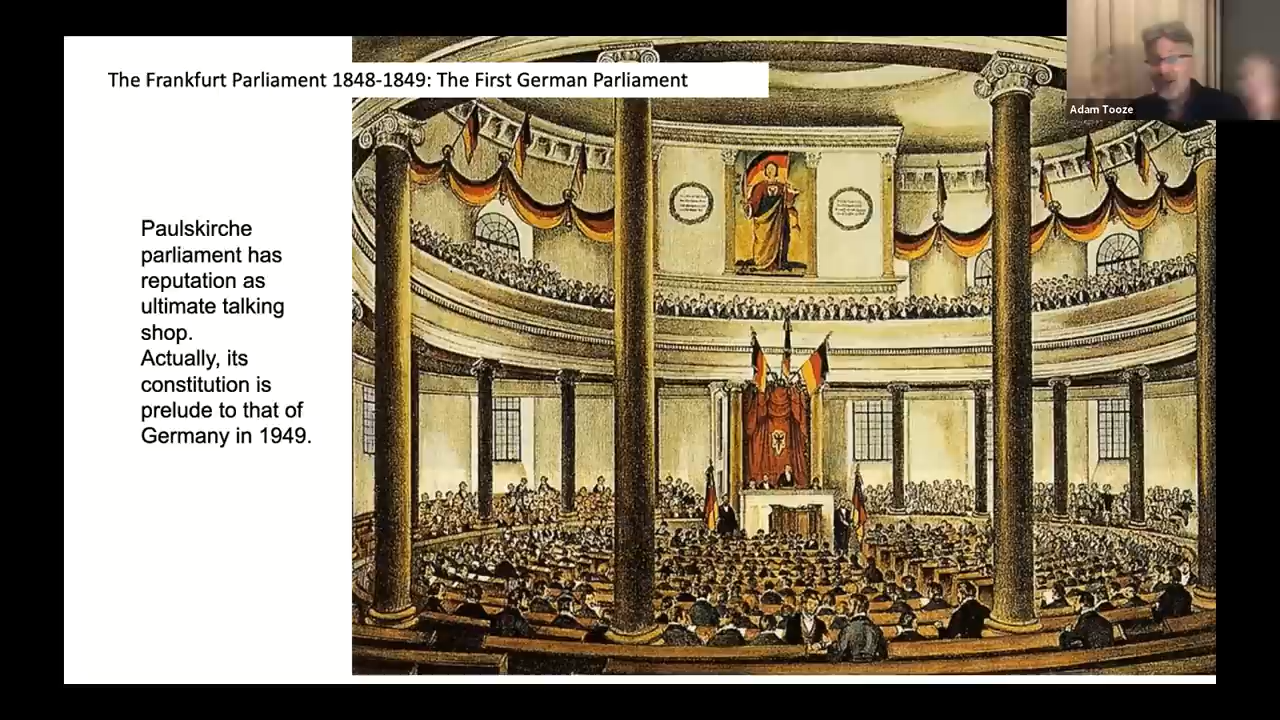 The Frankfurt Parliament 1848-1849: The First German Parliament
Adam Tooze
Paulskirche
parliament has
reputation as
ultimate talking
shop.
Actually, its
constitution is
prelude to that of
Germany in 1949.